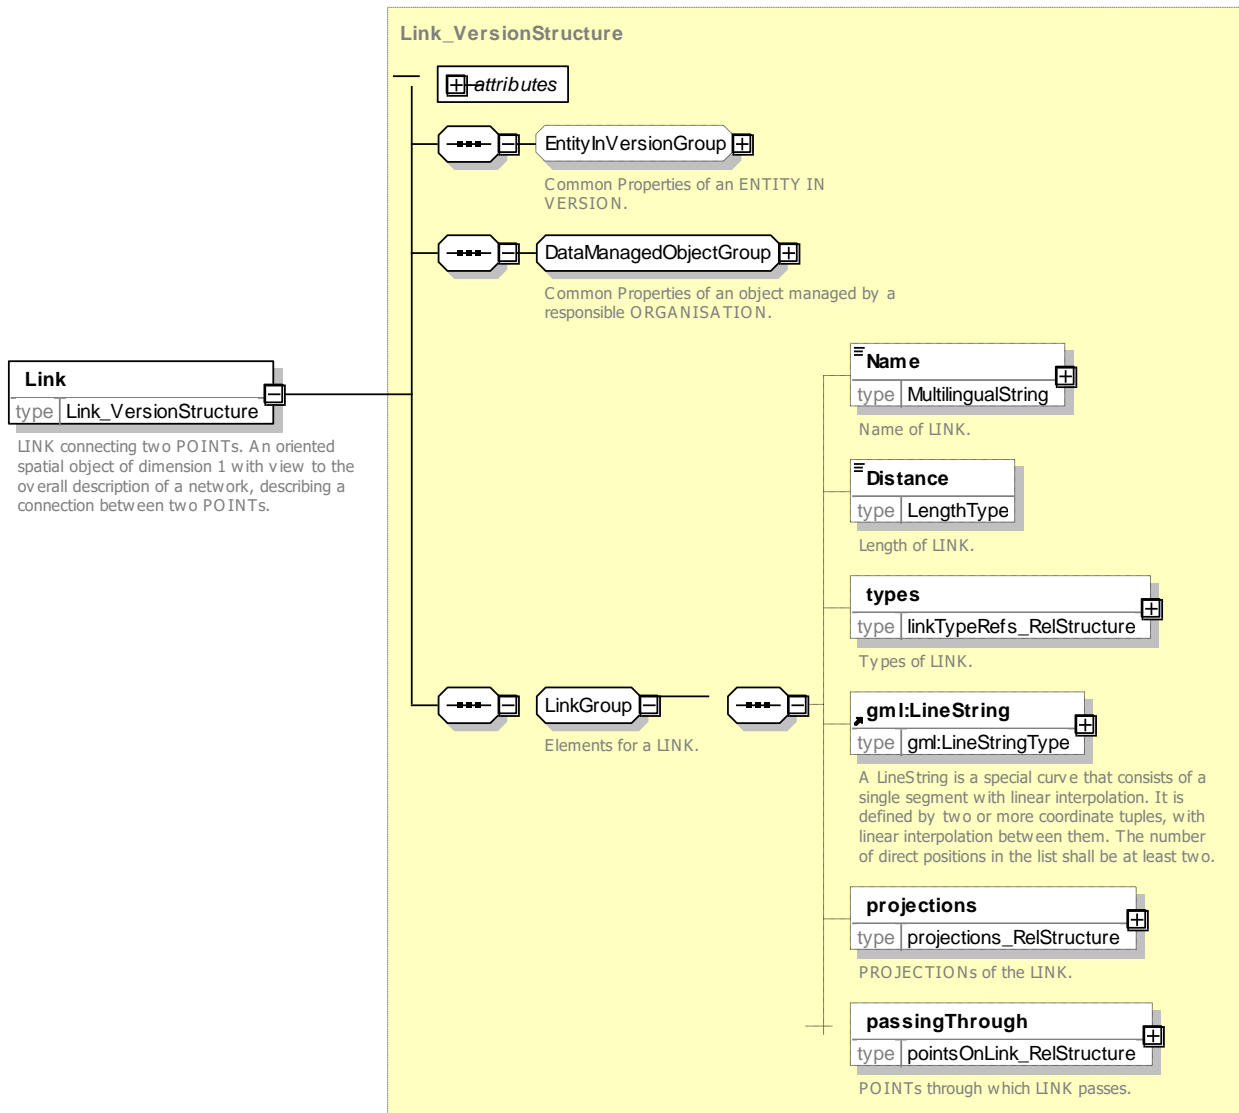 Link_VersionStructure
attributes
EntityInVersionGroup
Common Properties of an ENTITY IN
VERSION.
DataManagedObjectGroup
Common Properties of an object managed by a
responsible ORGANISATION.
Link
type Link_VersionStructure
LINK connecting two POINTs. An oriented
spatial object of dimension 1 with view to the
overall description of a network, describing a
connection between two POINTs.
Name
type MultilingualString
Name of LINK.
Distance
type LengthType
Length of LINK.
types
type linkTypeRefs_RelStructure
Types of LINK.
LinkGroup
Elements for a LINK.
gml:LineString
type gml:LineStringType
A LineString is a special curve that consists of a
single segment with linear interpolation. It is
defined by two or more coordinate tuples, with
linear interpolation between them. The number
of direct positions in the list shall be at least two.
projections
type projections_RelStructure
PROJECTIONs of the LINK.
passingThrough
type pointsOnLink_RelStructure
POINTs through which LINK passes.